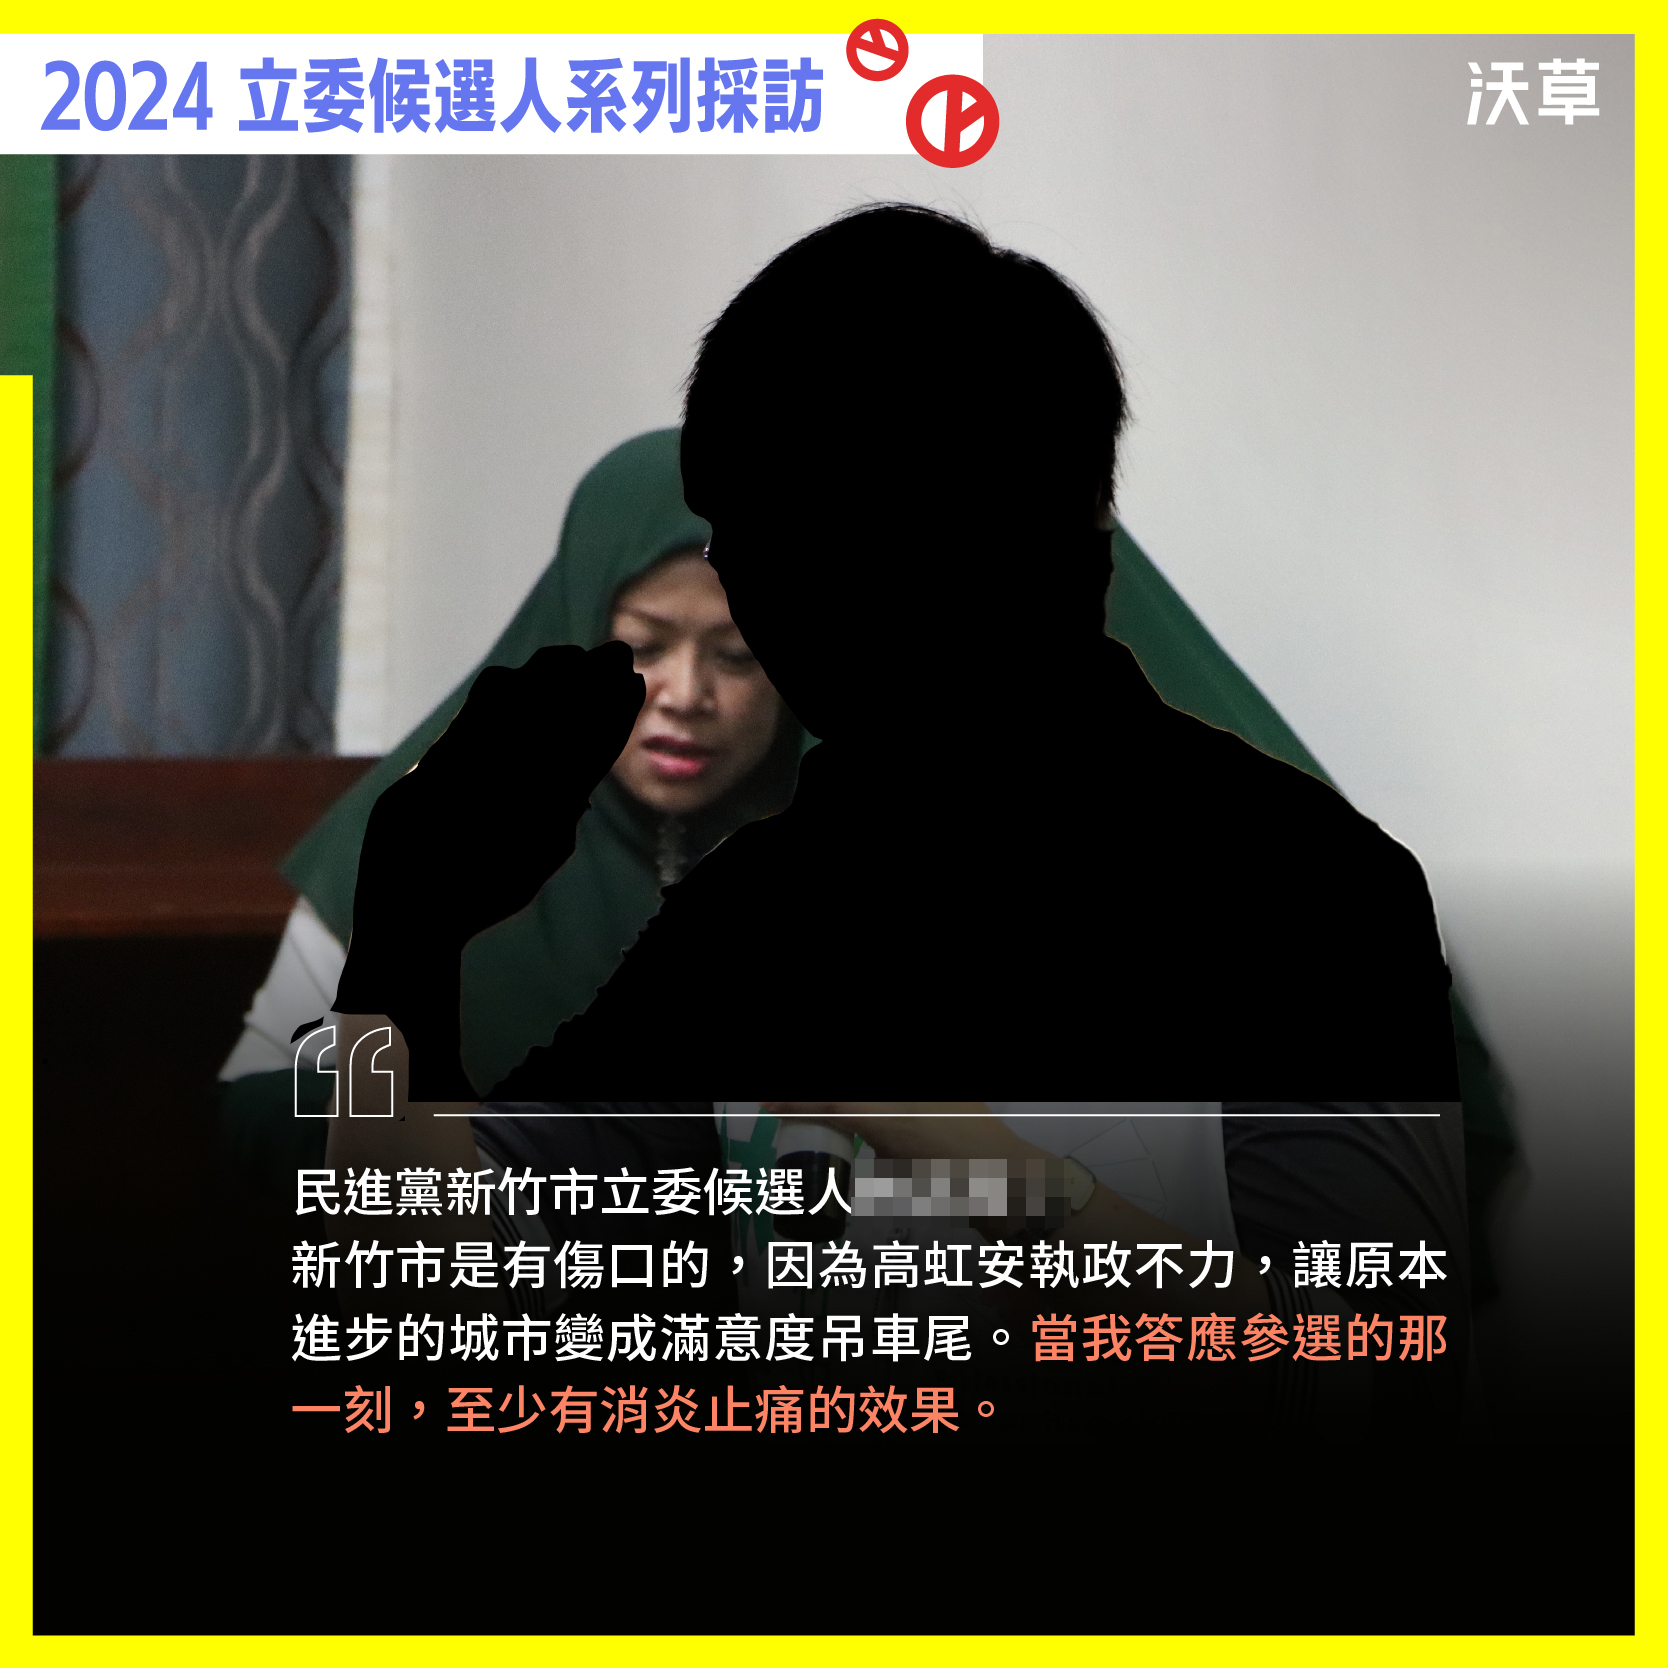 2024 立委候選人系列採訪
沃草
民進黨新竹市立委候選人
新竹市是有傷口的，因為高虹安執政不力，讓原本
進步的城市變成滿意度吊車尾。當我答應參選的那
一刻，至少有消炎止痛的效果。